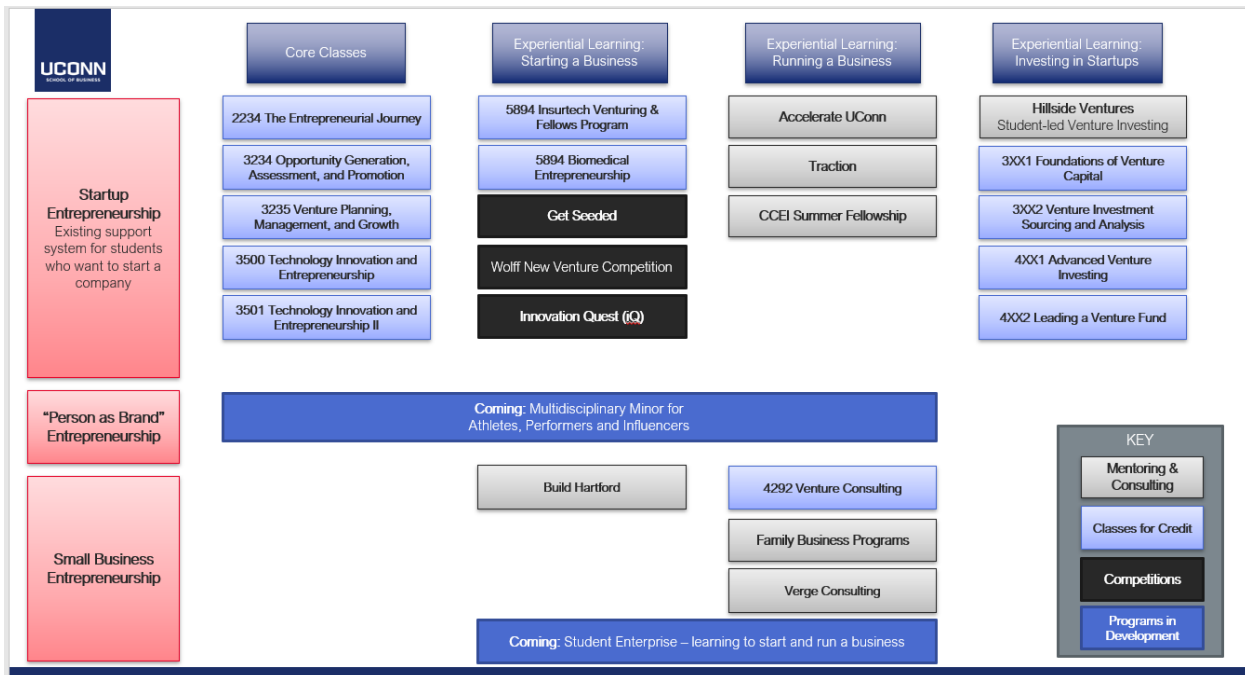 UCONN
SCHOOL OF BUSINESS
Core Classes
Experiential Learning:
Starting a Business
Experiential Learning:
Running a Business
Experiential Learning:
Investing in Startups
Startup
Entrepreneurship
Existing support
system for students
who want to start a
company
2234 The Entrepreneurial Journey
3234 Opportunity Generation,
Assessment, and Promotion
3235 Venture Planning,
Management, and Growth
3500 Technology Innovation and
Entrepreneurship
3501 Technology Innovation and
Entrepreneurship II
5894 Insurtech Venturing &
Fellows Program
5894 Biomedical
Entrepreneurship
Get Seeded
Wolff New Venture Competition
Innovation Quest (iQ)
Accelerate UConn
Traction
CCEI Summer Fellowship
Hillside Ventures
Student-led Venture Investing
3XX1 Foundations of Venture
Capital
3XX2 Venture Investment
Sourcing and Analysis
4XX1 Advanced Venture
Investing
4XX2 Leading a Venture Fund
“Person as Brand”
Entrepreneurship
Coming: Multidisciplinary Minor for
Athletes, Performers and Influencers
Small Business
Entrepreneurship
Build Hartford
4292 Venture Consulting
Family Business Programs
Verge Consulting
Coming: Student Enterprise – learning to start and run a business
KEY
Mentoring &
Consulting
Classes for Credit
Competitions
Programs in
Development